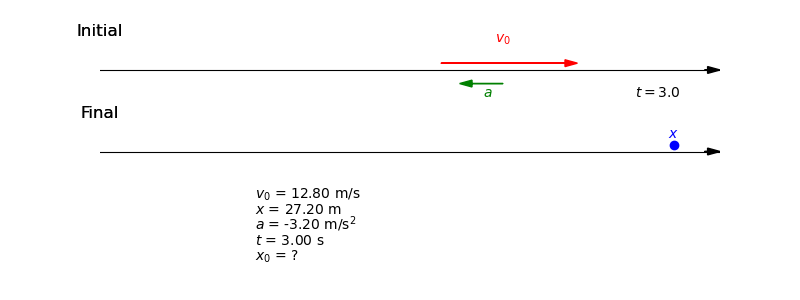 Initial
v₀
a
t = 3.0
Final
x
v₀ = 12.80 m/s
x = 27.20 m
a = -3.20 m/s²
t = 3.00 s
x₀ = ?